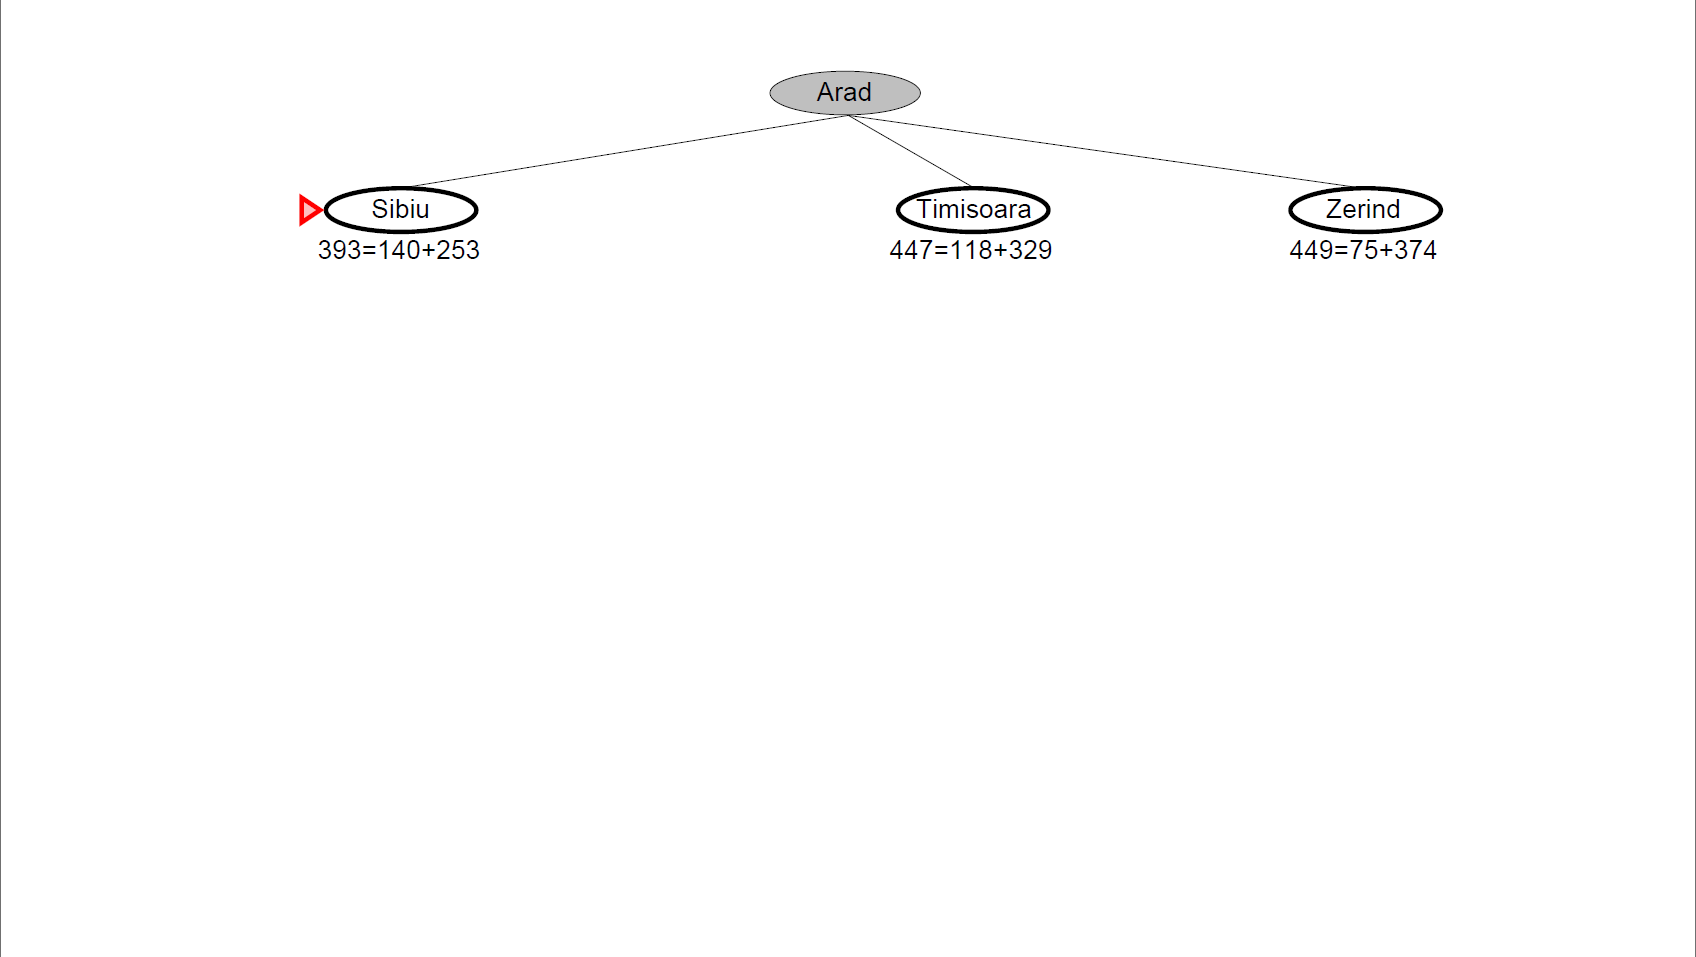 Arad
Sibiu Timisoara Zerind
393=140+253 447=118+329 449=75+374